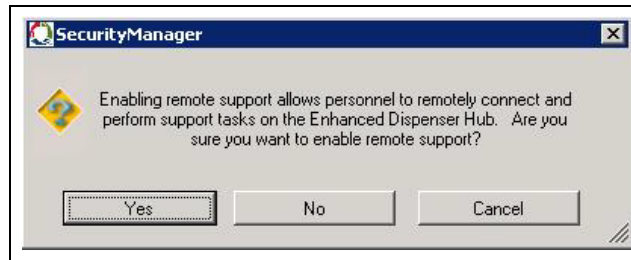 SecurityManager
Enabling remote support allows personnel to remotely connect and
perform support tasks on the Enhanced Dispenser Hub. Are you
sure you want to enable remote support?
Yes No Cancel